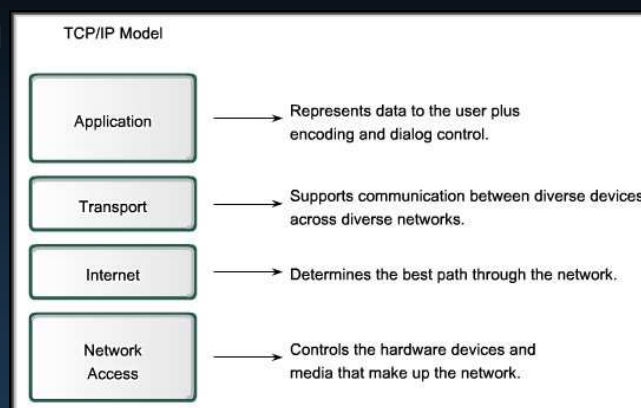 TCP/IP Model
Application
Represents data to the user plus
encoding and dialog control.
Transport
Supports communication between diverse devices
across diverse networks.
Internet
Determines the best path through the network.
Network
Access
Controls the hardware devices and
media that make up the network.